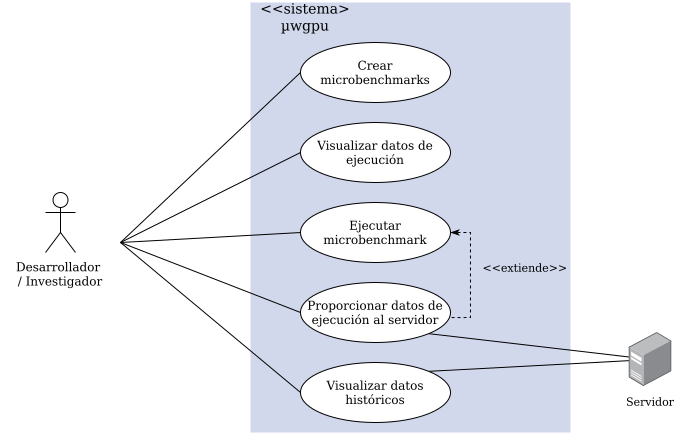 <<sistema>>
µwgpu
Crear
microbenchmarks
Visualizar datos de
ejecución
Ejecutar
microbenchmark
<<extiende>>
Desarrollador
/ Investigador
Proporcionar datos de
ejecución al servidor
Visualizar datos
históricos
Servidor